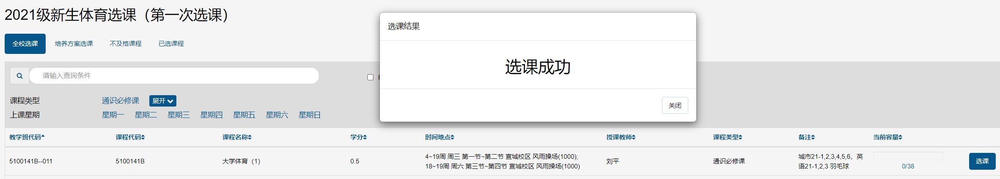 2021级新生体育选课（第一次选课）
选课结果
全校选课 培养方案选课 不及格课程 已选课程
选课成功
请输入查询条件
课程类型 通识必修课 展开
上课星期 星期一 星期二 星期三 星期四 星期五 星期六 星期日
关闭
教学班代码 课程代码 课程名称 学分 时间地点 授课教师 课程类型 备注 当前容量
5100141B--011 5100141B 大学体育（1） 0.5
4~19周 周三 第一节~第二节 宣城校区 风雨操场(1000);
18~19周 周六 第三节~第四节 宣城校区 风雨操场(1000)
刘平 通识必修课
城市21-1,2,3,4,5,6，英
语21-1,2,3 羽毛球
0/38
选课